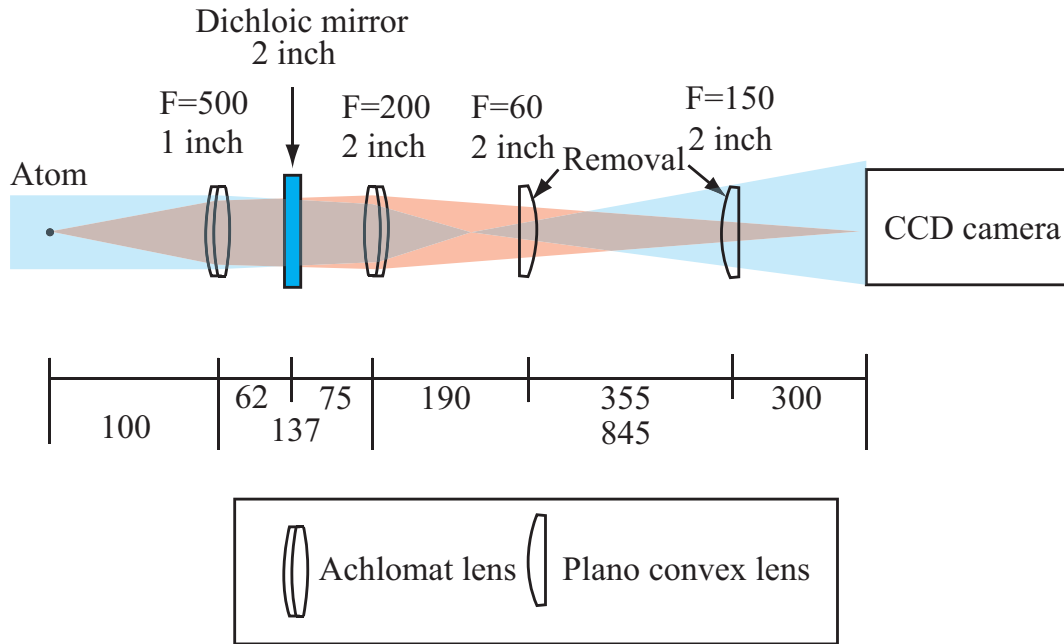 Dichloic mirror
2 inch
F=500
1 inch
F=200
2 inch
F=60
2 inch
F=150
2 inch
Removal
Atom
CCD camera
62
75
190
355
300
100
137
845
Achlomat lens
Plano convex lens